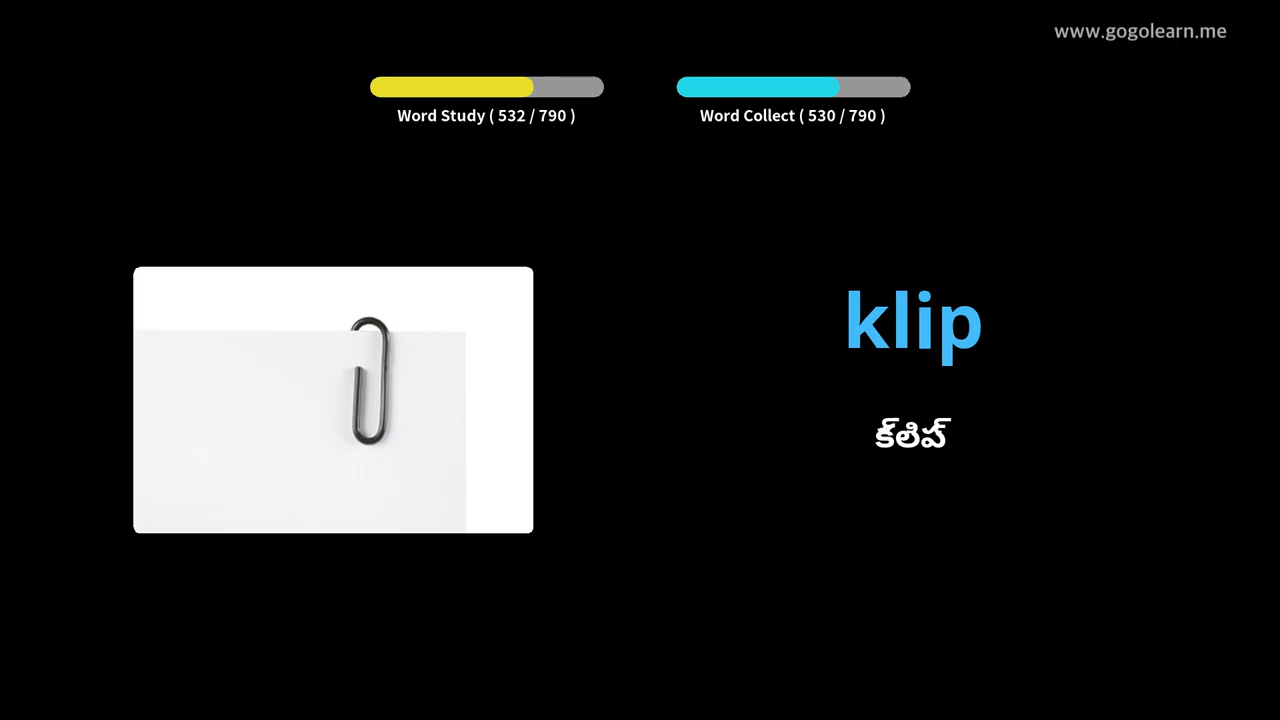 www.gogolearn.me
Word Study ( 532 / 790 )
Word Collect ( 530 / 790 )
klip
క్‌లిప్